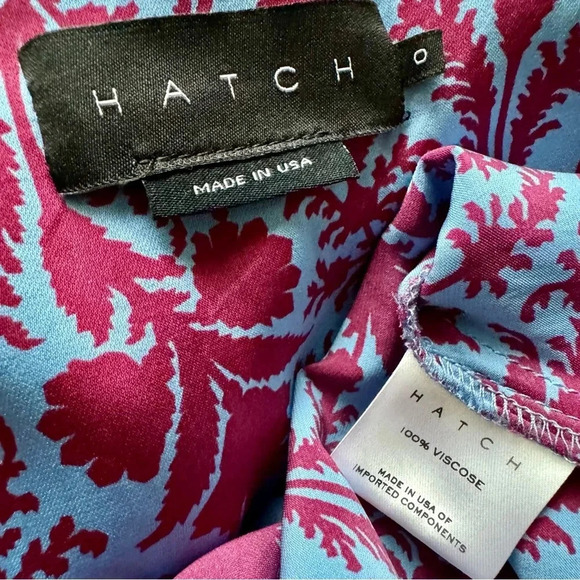 HATCH
0
MADE IN USA
HATCH
100% VISCOSE
MADE IN USA OF
IMPORTED COMPONENTS